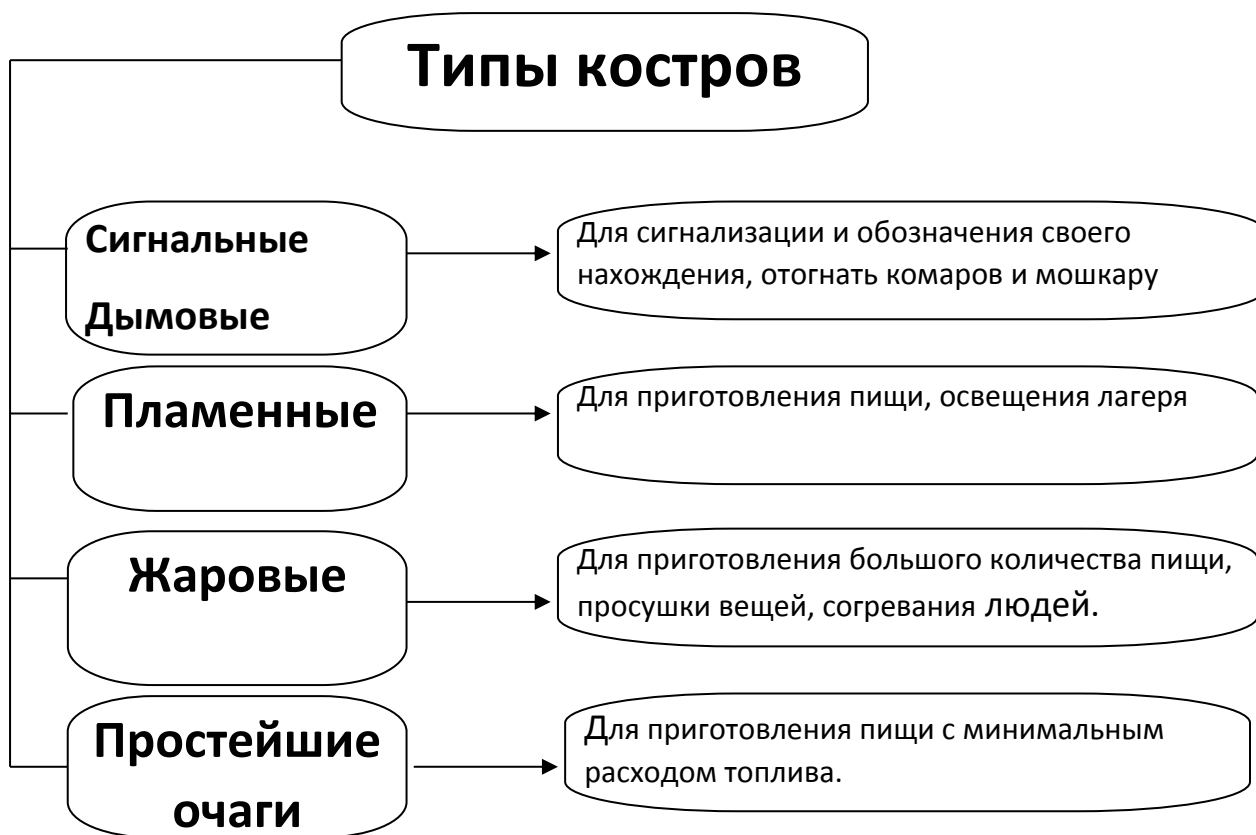 Типы костров
Сигнальные
Дымовые
Для сигнализации и обозначения своего
нахождения, отогнать комаров и мошкару
Пламенные
Для приготовления пищи, освещения лагеря
Жаровые
Для приготовления большого количества пищи,
просушки вещей, согревания людей.
Простейшие
очаги
Для приготовления пищи с минимальным
расходом топлива.